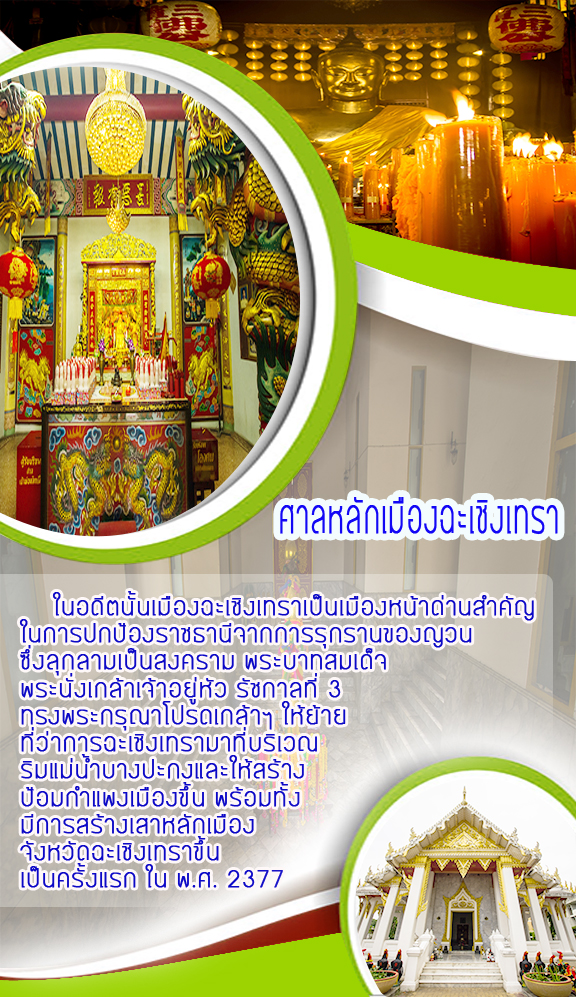 ศาลหลักเมืองฉะเชิงเทรา
ในอดีตนั้นเมืองฉะเชิงเทราเป็นเมืองหน้าด่านสำคัญ
ในการปกป้องราชธานีจากการรุกรานของญวน
ซึ่งลุกลามเป็นสงคราม พระบาทสมเด็จ
พระนั่งเกล้าเจ้าอยู่หัว รัชกาลที่ 3
ทรงพระกรุณาโปรดเกล้าฯ ให้ย้าย
ที่ว่าการฉะเชิงเทรามาที่บริเวณ
ริมแม่น้ำบางปะกงและให้สร้าง
ป้อมกำแพงเมืองขึ้น พร้อมทั้ง
มีการสร้างเสาหลักเมือง
จังหวัดฉะเชิงเทราขึ้น
เป็นครั้งแรก ใน พ.ศ. 2377